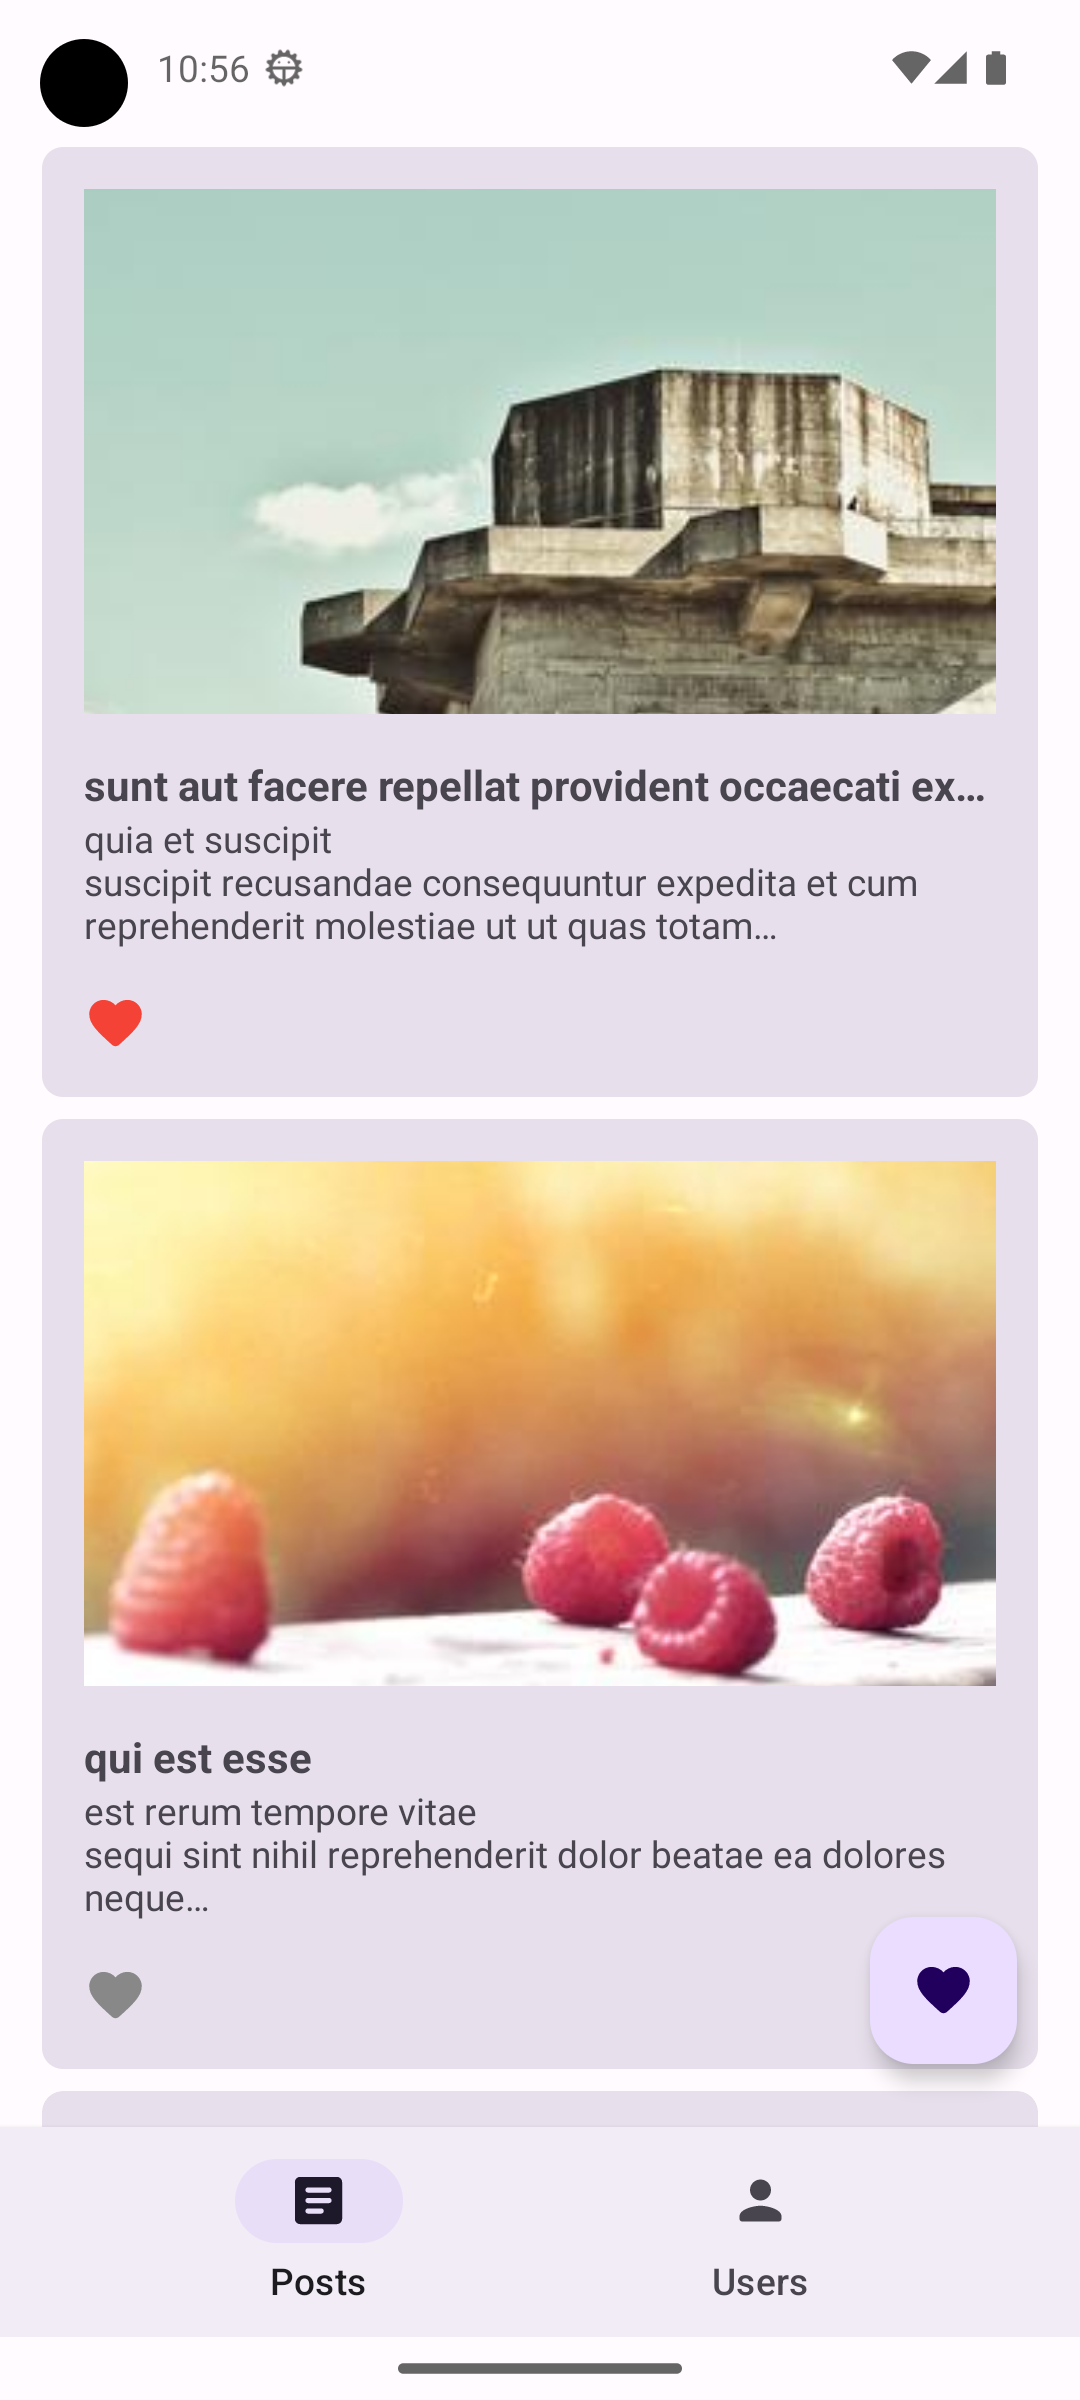 10:56
sunt aut facere repellat provident occaecati ex…
quia et suscipit
suscipit recusandae consequuntur expedita et cum
reprehenderit molestiae ut ut quas totam…
qui est esse
est rerum tempore vitae
sequi sint nihil reprehenderit dolor beatae ea dolores
neque…
Posts
Users